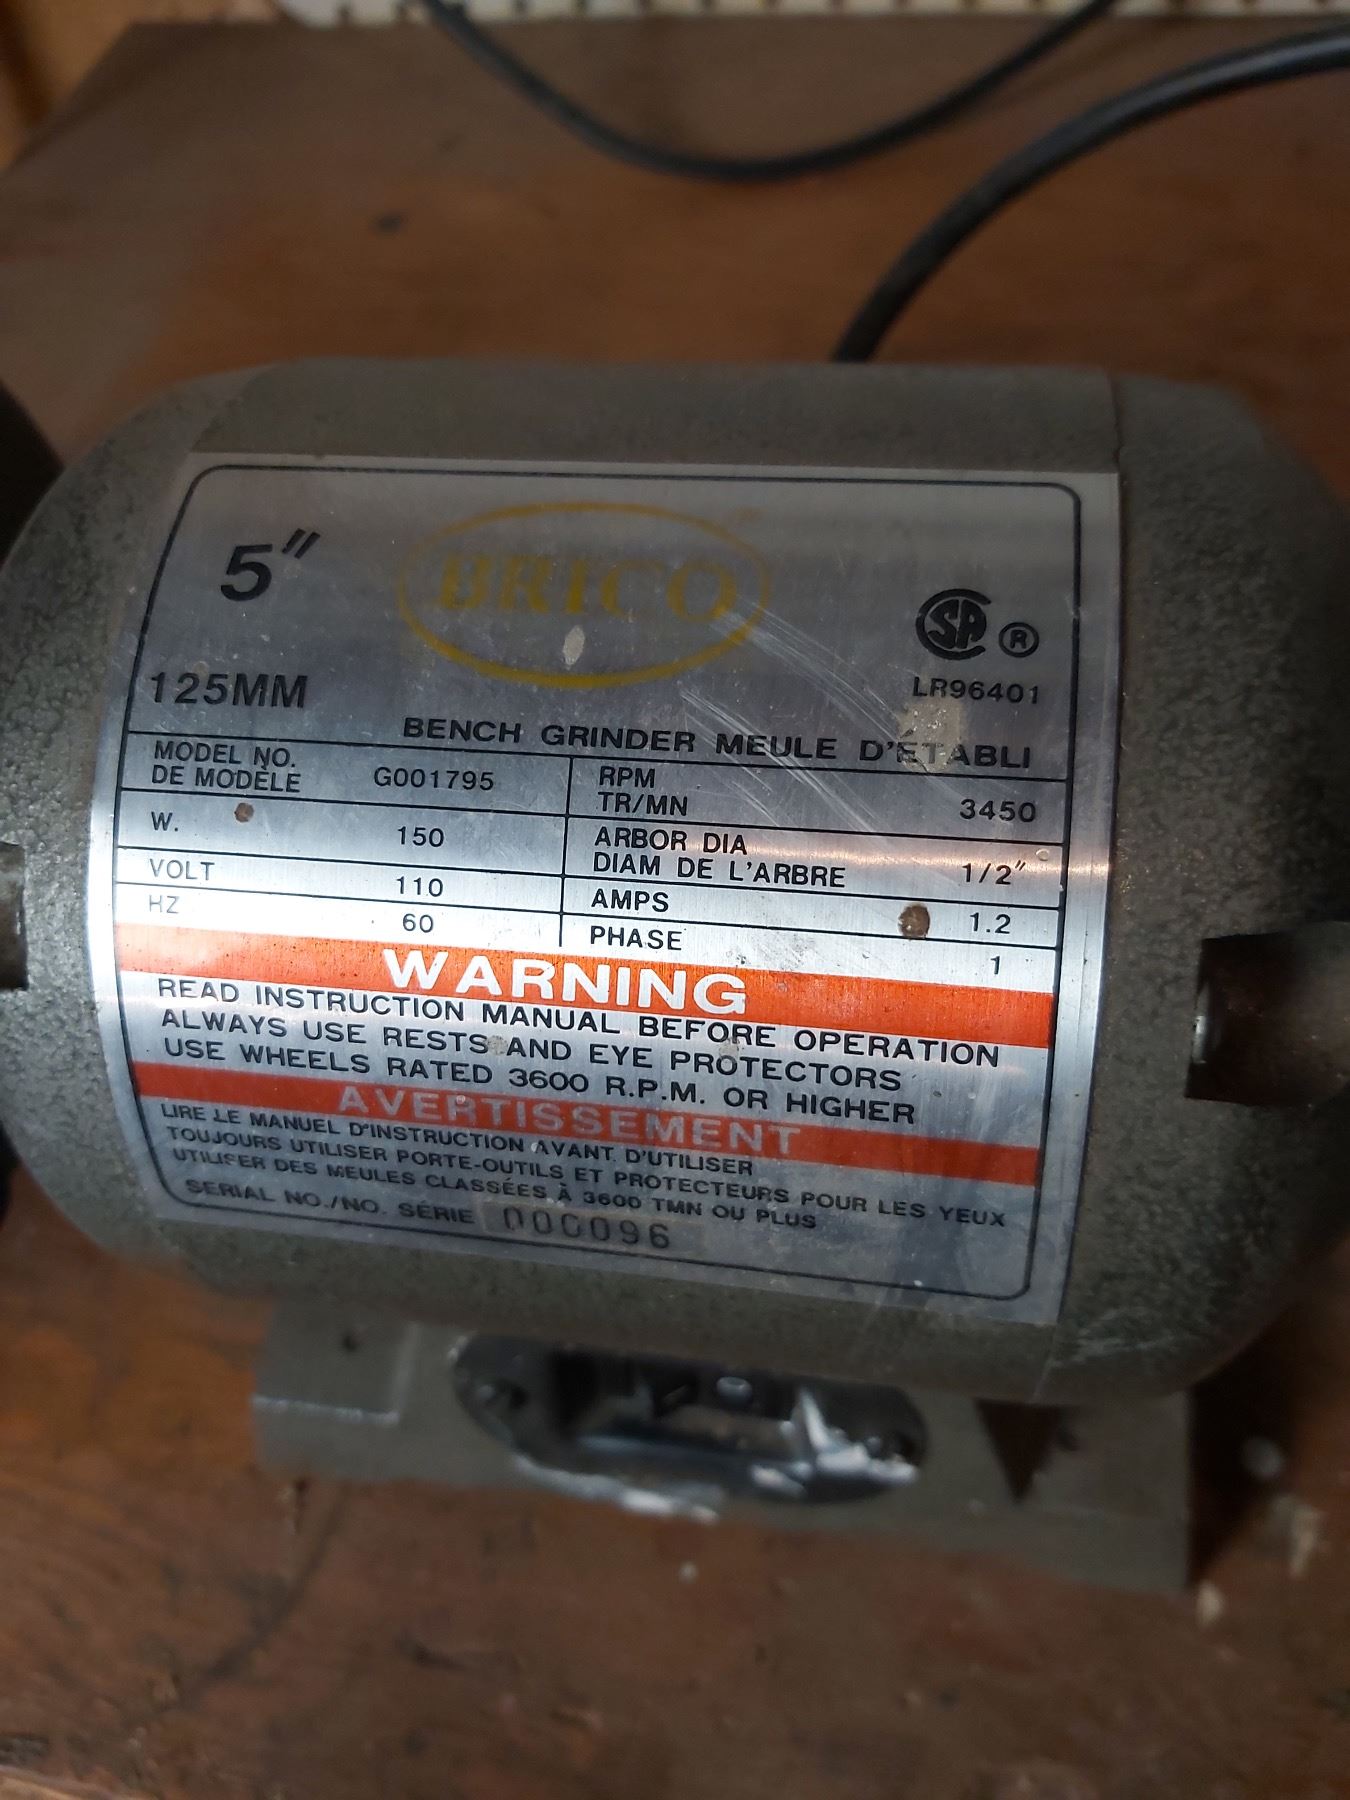 5"
BRICO
125MM
CSA ®
LR96401
BENCH GRINDER MEULE D'ÉTABLI
MODEL NO.
DE MODÈLE G001795
RPM
TR/MN 3450
W. 150
ARBOR DIA
DIAM DE L'ARBRE 1/2"
VOLT 110
AMPS 1.2
HZ 60
PHASE 1
WARNING
READ INSTRUCTION MANUAL BEFORE OPERATION
ALWAYS USE RESTS AND EYE PROTECTORS
USE WHEELS RATED 3600 R.P.M. OR HIGHER
AVERTISSEMENT
LIRE LE MANUEL D'INSTRUCTION AVANT D'UTILISER
TOUJOURS UTILISER PORTE-OUTILS ET PROTECTEURS POUR LES YEUX
UTILISER DES MEULES CLASSÉES À 3600 TMN OU PLUS
SERIAL NO./NO. SÉRIE 000096